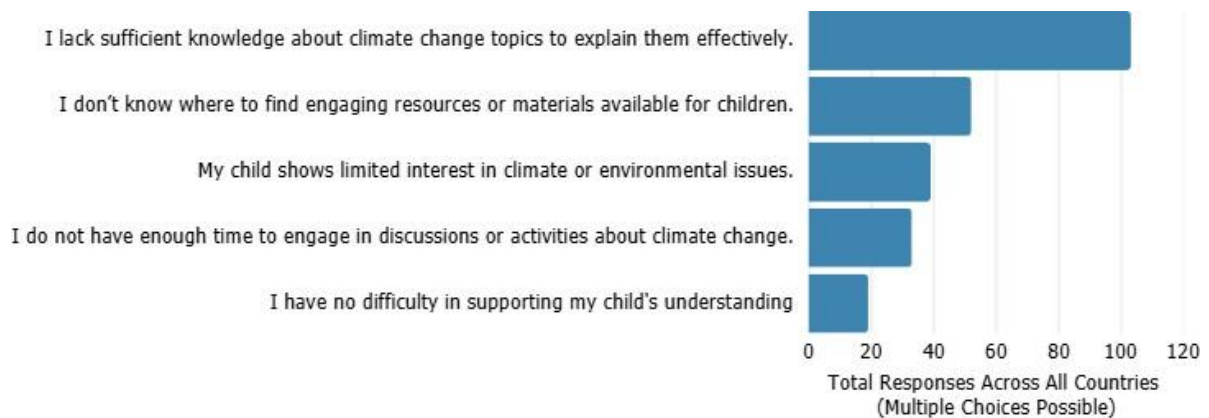 I lack sufficient knowledge about climate change topics to explain them effectively.
I don’t know where to find engaging resources or materials available for children.
My child shows limited interest in climate or environmental issues.
I do not have enough time to engage in discussions or activities about climate change.
I have no difficulty in supporting my child's understanding
0 20 40 60 80 100 120
Total Responses Across All Countries
(Multiple Choices Possible)